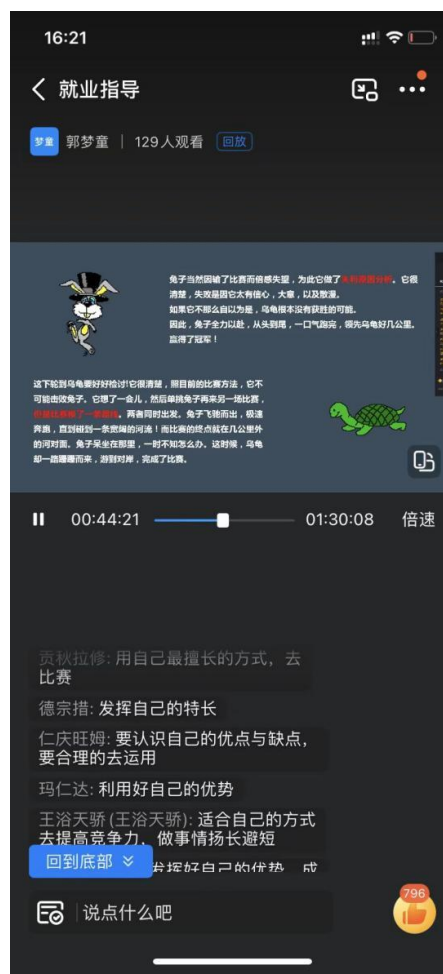 16:21
就业指导
梦童 郭梦童 | 129人观看 回放
兔子当然因输了比赛而倍感失望，为此它做了。它很
清楚，失败是因它太有信心，大意，以及散漫。
如果它不那么自以为是，乌龟根本没有获胜的可能。
因此，兔子全力以赴，从头到尾，一口气跑完，领先乌龟好几公里。
赢得了冠军！
这下轮到乌龟要好好检讨!它很清楚，照目前的比赛方法，它不
可能击败兔子。它想了一会儿，然后单挑兔子再来另一场比赛，
。两者同时出发。兔子飞驰而出，极速
奔跑，直到碰到一条宽阔的河流！而比赛的终点就在几公里外
的河对面。兔子呆坐在那里，一时不知怎么办。这时候，乌龟
却一路蹒跚而来，游到对岸，完成了比赛。
00:44:21 01:30:08 倍速
贡秋拉修: 用自己最擅长的方式，去
比赛
德宗措: 发挥自己的特长
仁庆旺姆: 要认识自己的优点与缺点，
要合理的去运用
玛仁达: 利用好自己的优势
王浴天骄 (王浴天骄): 适合自己的方式
去提高竞争力，做事情扬长避短
回到底部 发挥好自己的优势，成
说点什么吧
796